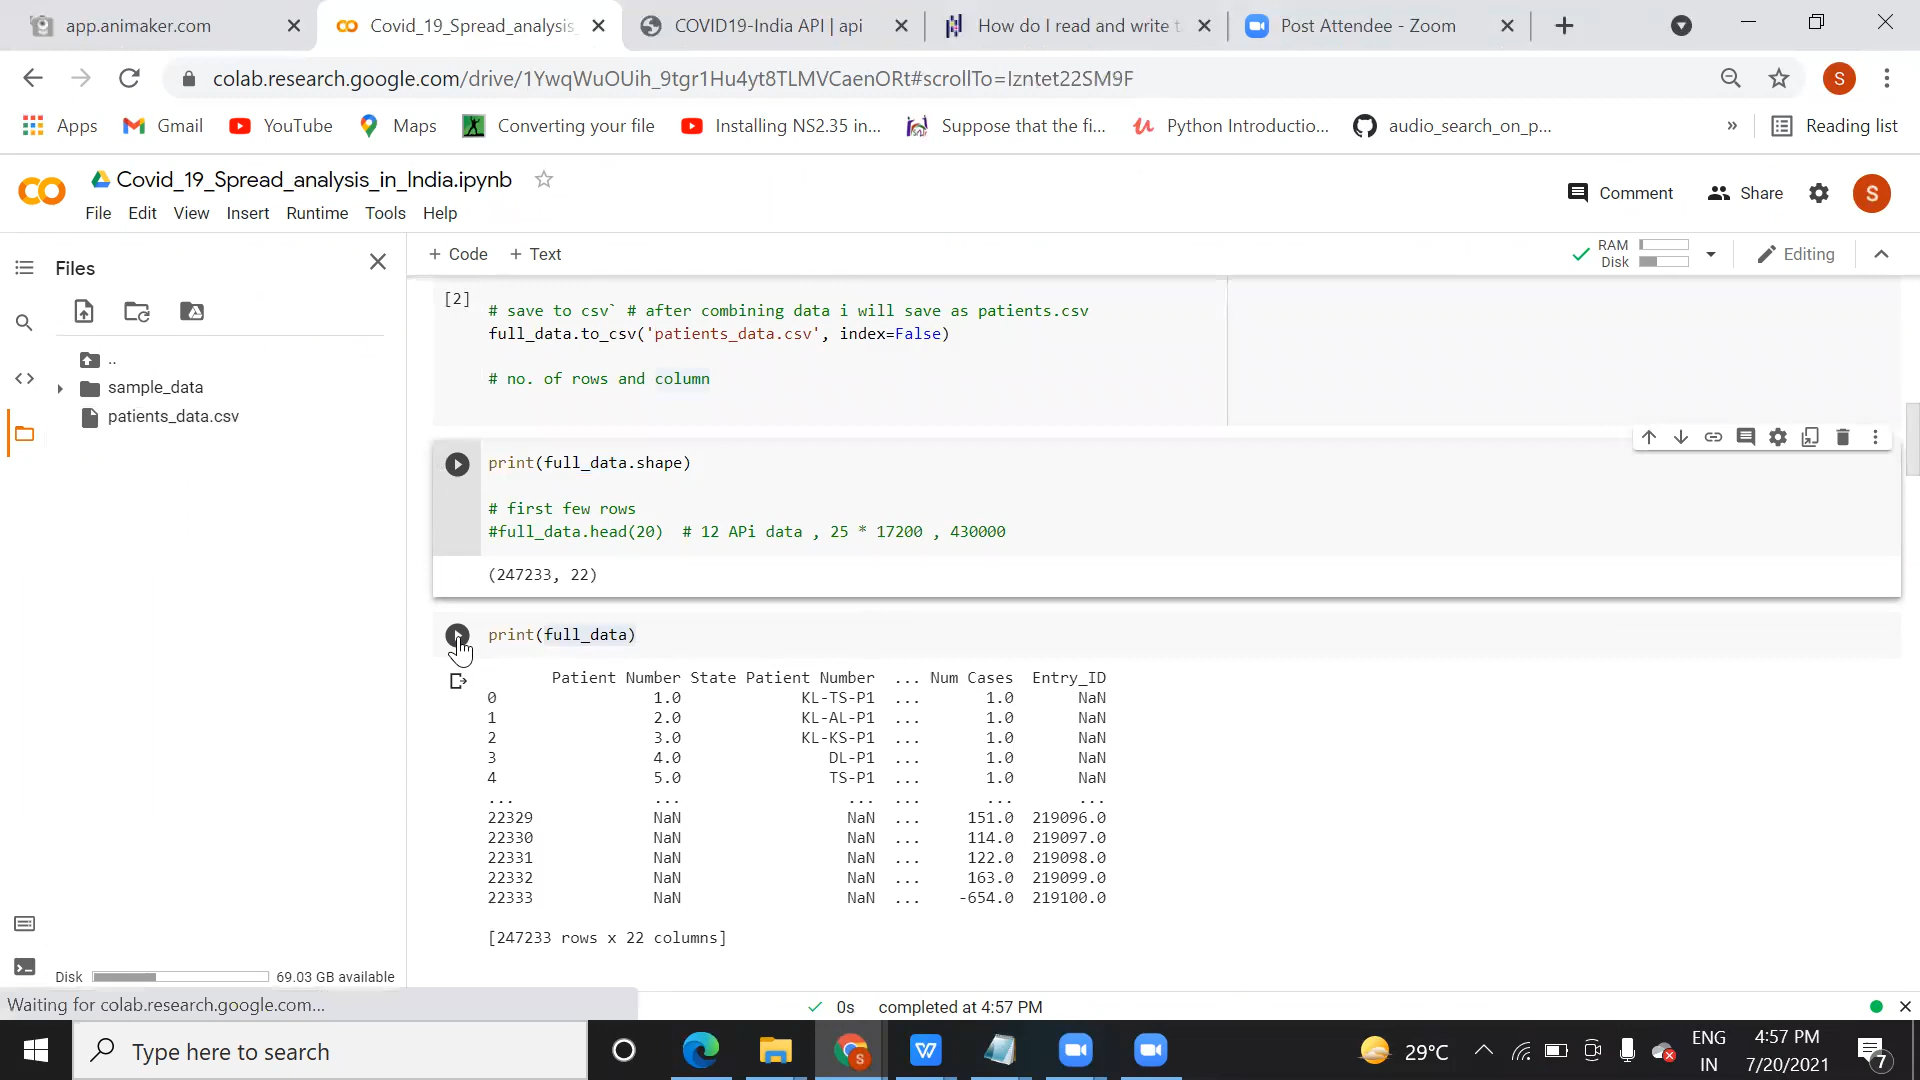 app.animaker.com
Covid_19_Spread_analysis_
COVID19-India API | api
How do I read and write t
Post Attendee - Zoom
colab.research.google.com/drive/1YwqWuOUih_9tgr1Hu4yt8TLMVCaenORt#scrollTo=Izntet22SM9F
S
Apps
Gmail
YouTube
Maps
Converting your file
Installing NS2.35 in...
Suppose that the fi...
Python Introductio...
audio_search_on_p...
»
Reading list
Covid_19_Spread_analysis_in_India.ipynb
File Edit View Insert Runtime Tools Help
Comment
Share
S
Files
+ Code + Text
RAM
Disk
Editing
..
sample_data
patients_data.csv
[2]
# save to csv` # after combining data i will save as patients.csv
full_data.to_csv('patients_data.csv', index=False)
# no. of rows and column
print(full_data.shape)
# first few rows
#full_data.head(20)  # 12 APi data , 25 * 17200 , 430000
(247233, 22)
print(full_data)
Patient Number State Patient Number ... Num Cases Entry_ID
0 1.0 KL-TS-P1 ... 1.0 NaN
1 2.0 KL-AL-P1 ... 1.0 NaN
2 3.0 KL-KS-P1 ... 1.0 NaN
3 4.0 DL-P1 ... 1.0 NaN
4 5.0 TS-P1 ... 1.0 NaN
... ... ... ... ... ...
22329 NaN NaN ... 151.0 219096.0
22330 NaN NaN ... 114.0 219097.0
22331 NaN NaN ... 122.0 219098.0
22332 NaN NaN ... 163.0 219099.0
22333 NaN NaN ... -654.0 219100.0
[247233 rows x 22 columns]
Disk
69.03 GB available
Waiting for colab.research.google.com...
0s completed at 4:57 PM
Type here to search
S
W
29°C
ENG
IN
4:57 PM
7/20/2021
7